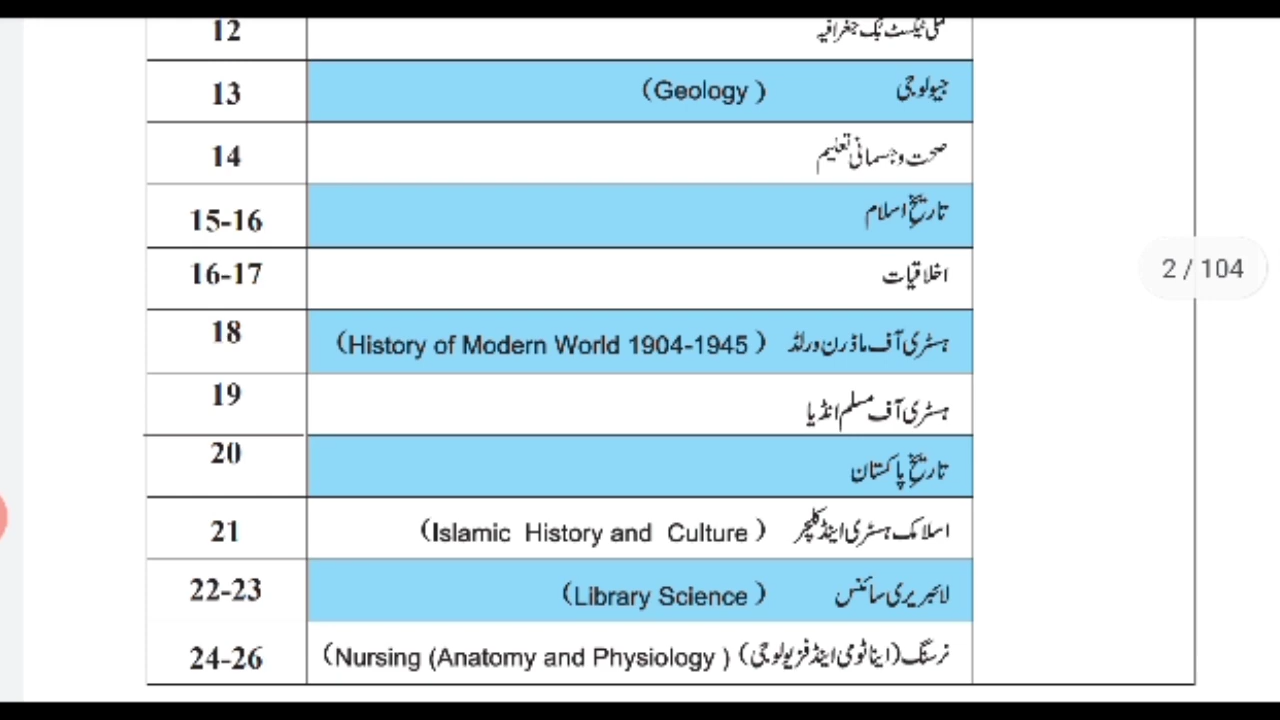 12 ملی ٹیکسٹ بک جغرافیہ
13 جیولوجی (Geology)
14 صحت و جسمانی تعلیم
15-16 تاریخ اسلام
16-17 اخلاقیات
18 ہسٹری آف ماڈرن ورلڈ (History of Modern World 1904-1945)
19 ہسٹری آف مسلم انڈیا
20 تاریخ پاکستان
21 اسلامک ہسٹری اینڈ کلچر (Islamic History and Culture)
22-23 لائبریری سائنس (Library Science)
24-26 نرسنگ (ایناٹومی اینڈ فزیولوجی) (Nursing (Anatomy and Physiology)
2 / 104